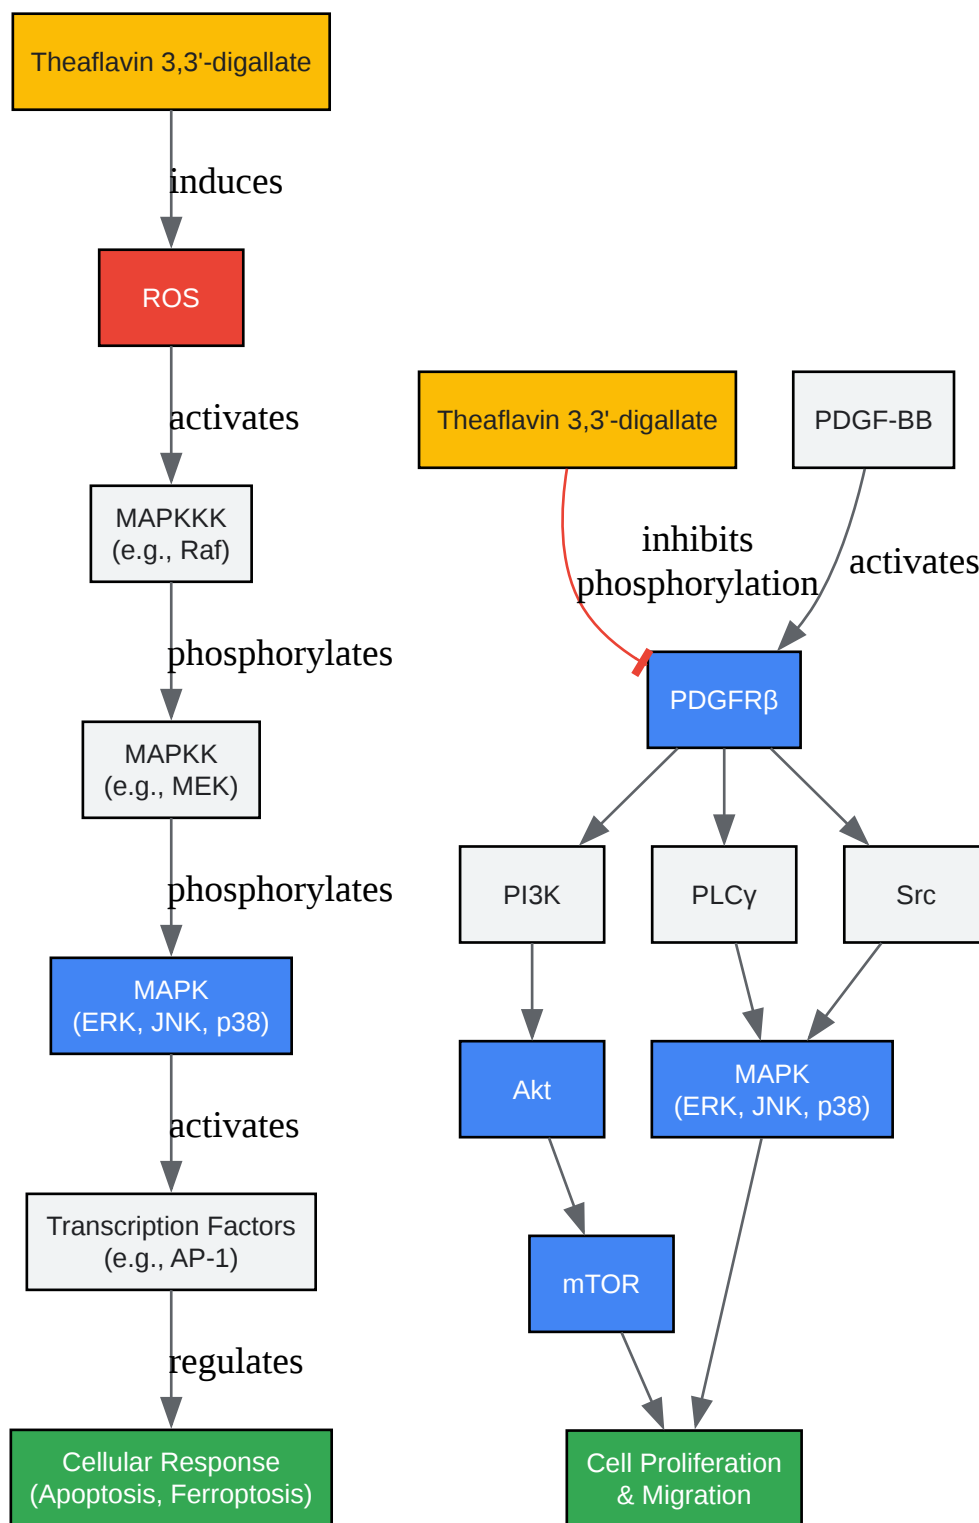 Theaflavin 3,3'-digallate
induces
ROS
activates
MAPKKK
(e.g., Raf)
phosphorylates
MAPKK
(e.g., MEK)
phosphorylates
MAPK
(ERK, JNK, p38)
activates
Transcription Factors
(e.g., AP-1)
regulates
Cellular Response
(Apoptosis, Ferroptosis)
Theaflavin 3,3'-digallate
PDGF-BB
inhibits
phosphorylation
activates
PDGFRβ
PI3K
PLCγ
Src
Akt
MAPK
(ERK, JNK, p38)
mTOR
Cell Proliferation
& Migration